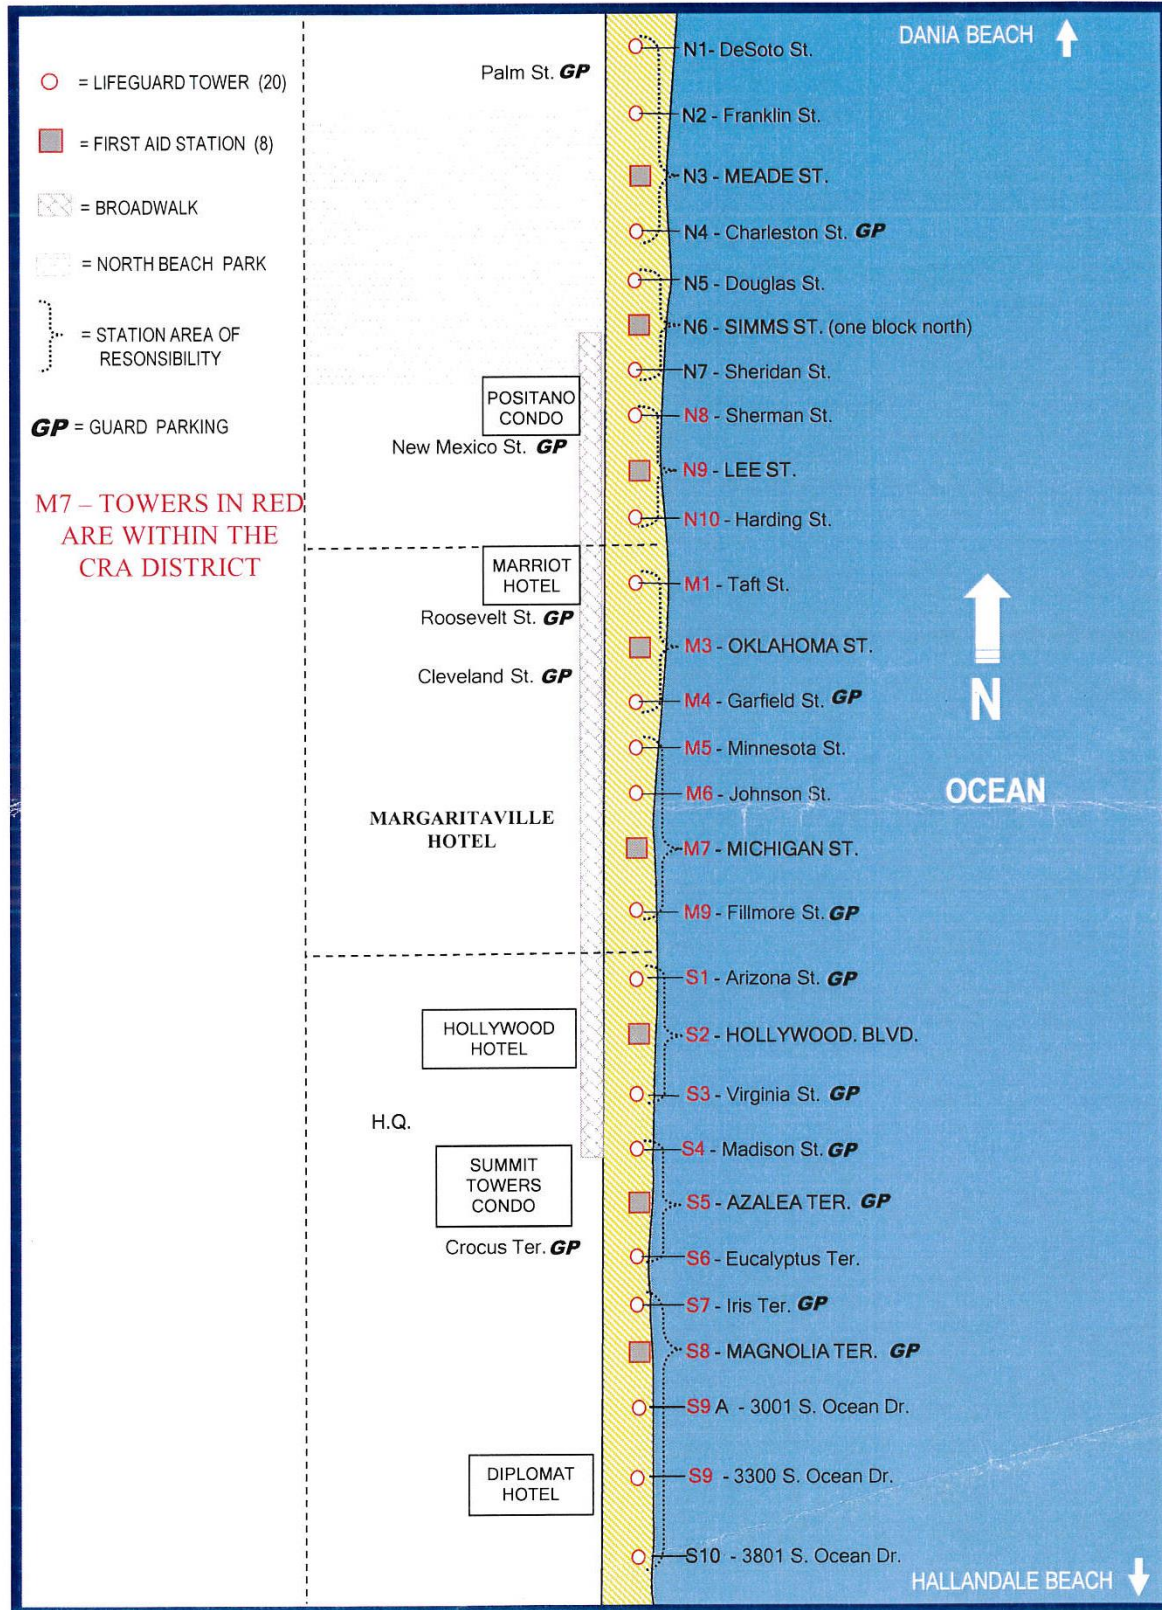 = LIFEGUARD TOWER (20)
= FIRST AID STATION (8)
= BROADWALK
= NORTH BEACH PARK
= STATION AREA OF
RESONSIBILITY
GP = GUARD PARKING
M7 – TOWERS IN RED
ARE WITHIN THE
CRA DISTRICT
Palm St. GP
POSITANO
CONDO
New Mexico St. GP
MARRIOT
HOTEL
Roosevelt St. GP
Cleveland St. GP
MARGARITAVILLE
HOTEL
HOLLYWOOD
HOTEL
H.Q.
SUMMIT
TOWERS
CONDO
Crocus Ter. GP
DIPLOMAT
HOTEL
DANIA BEACH
N1- DeSoto St.
N2 - Franklin St.
N3 - MEADE ST.
N4 - Charleston St. GP
N5 - Douglas St.
N6 - SIMMS ST. (one block north)
N7 - Sheridan St.
N8 - Sherman St.
N9 - LEE ST.
N10 - Harding St.
M1 - Taft St.
M3 - OKLAHOMA ST.
M4 - Garfield St. GP
M5 - Minnesota St.
M6 - Johnson St.
M7 - MICHIGAN ST.
M9 - Fillmore St. GP
S1 - Arizona St. GP
S2 - HOLLYWOOD. BLVD.
S3 - Virginia St. GP
S4 - Madison St. GP
S5 - AZALEA TER. GP
S6 - Eucalyptus Ter.
S7 - Iris Ter. GP
S8 - MAGNOLIA TER. GP
S9 A - 3001 S. Ocean Dr.
S9 - 3300 S. Ocean Dr.
S10 - 3801 S. Ocean Dr.
N
OCEAN
HALLANDALE BEACH